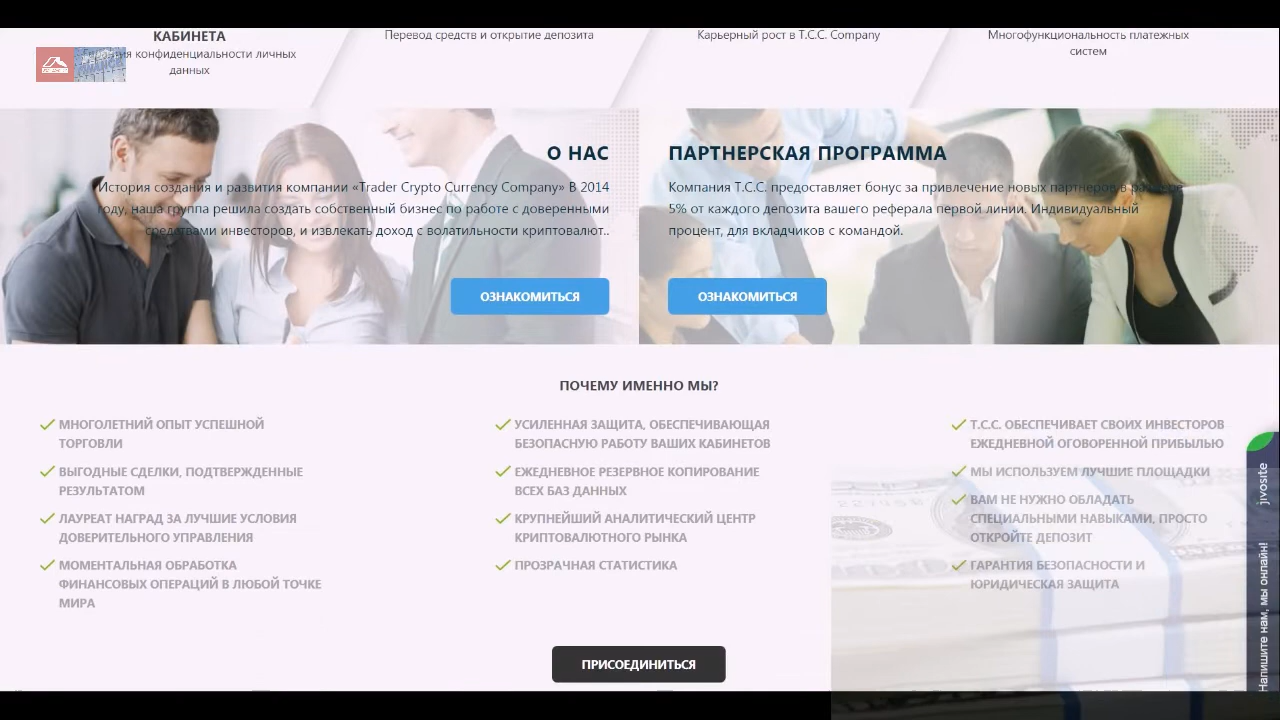 КАБИНЕТА
конфиденциальности личных
данных
Перевод средств и открытие депозита
Карьерный рост в T.C.C. Company
Многофункциональность платежных
систем
О НАС
История создания и развития компании «Trader Crypto Currency Company» В 2014
году, наша группа решила создать собственный бизнес по работе с доверенными
средствами инвесторов, и извлекать доход с волатильности криптовалют..
ОЗНАКОМИТЬСЯ
ПАРТНЕРСКАЯ ПРОГРАММА
Компания T.C.C. предоставляет бонус за привлечение новых партнеров в размере
5% от каждого депозита вашего реферала первой линии. Индивидуальный
процент, для вкладчиков с командой.
ОЗНАКОМИТЬСЯ
ПОЧЕМУ ИМЕННО МЫ?
МНОГОЛЕТНИЙ ОПЫТ УСПЕШНОЙ
ТОРГОВЛИ
ВЫГОДНЫЕ СДЕЛКИ, ПОДТВЕРЖДЕННЫЕ
РЕЗУЛЬТАТОМ
ЛАУРЕАТ НАГРАД ЗА ЛУЧШИЕ УСЛОВИЯ
ДОВЕРИТЕЛЬНОГО УПРАВЛЕНИЯ
МОМЕНТАЛЬНАЯ ОБРАБОТКА
ФИНАНСОВЫХ ОПЕРАЦИЙ В ЛЮБОЙ ТОЧКЕ
МИРА
УСИЛЕННАЯ ЗАЩИТА, ОБЕСПЕЧИВАЮЩАЯ
БЕЗОПАСНУЮ РАБОТУ ВАШИХ КАБИНЕТОВ
ЕЖЕДНЕВНОЕ РЕЗЕРВНОЕ КОПИРОВАНИЕ
ВСЕХ БАЗ ДАННЫХ
КРУПНЕЙШИЙ АНАЛИТИЧЕСКИЙ ЦЕНТР
КРИПТОВАЛЮТНОГО РЫНКА
ПРОЗРАЧНАЯ СТАТИСТИКА
T.C.C. ОБЕСПЕЧИВАЕТ СВОИХ ИНВЕСТОРОВ
ЕЖЕДНЕВНОЙ ОГОВОРЕННОЙ ПРИБЫЛЬЮ
МЫ ИСПОЛЬЗУЕМ ЛУЧШИЕ ПЛОЩАДКИ
ВАМ НЕ НУЖНО ОБЛАДАТЬ
СПЕЦИАЛЬНЫМИ НАВЫКАМИ, ПРОСТО
ОТКРОЙТЕ ДЕПОЗИТ
ГАРАНТИЯ БЕЗОПАСНОСТИ И
ЮРИДИЧЕСКАЯ ЗАЩИТА
ПРИСОЕДИНИТЬСЯ
Напишите нам, мы онлайн! jivosite